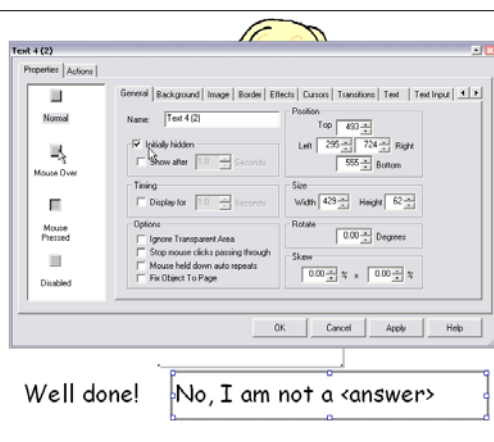 Text 4 (2)
Properties Actions
Normal
Mouse Over
Mouse Pressed
Disabled
General Background Image Border Effects Cursors Transitions Text Text Input
Name: Text 4 (2)
Initially hidden
Show after 1.0 Seconds
Timing
Display for 1.0 Seconds
Options
Ignore Transparent Area
Stop mouse clicks passing through
Mouse held down auto repeats
Fix Object To Page
Position
Top 493
Left 295 724 Right
555 Bottom
Size
Width 429 Height 62
Rotate
0.00 Degrees
Skew
0.00 % x 0.00 %
OK Cancel Apply Help
Well done! No, I am not a <answer>